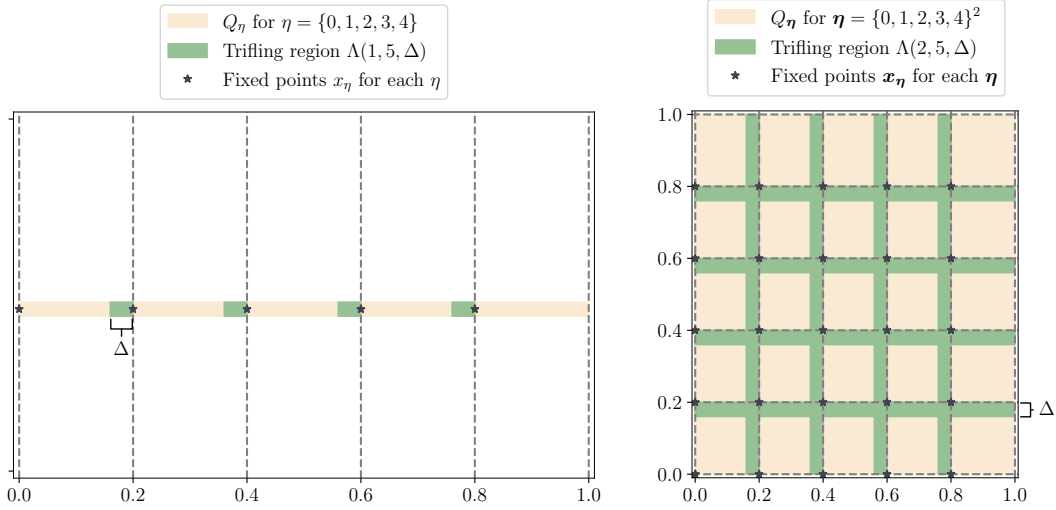 Q_η for η = {0, 1, 2, 3, 4}
Trifling region Λ(1, 5, Δ)
Fixed points x_η for each η
Δ
0.0 0.2 0.4 0.6 0.8 1.0
Q_𝜼 for 𝜼 = {0, 1, 2, 3, 4}²
Trifling region Λ(2, 5, Δ)
Fixed points 𝒙_𝜼 for each 𝜼
1.0
0.8
0.6
0.4
0.2
Δ
0.0
0.0 0.2 0.4 0.6 0.8 1.0